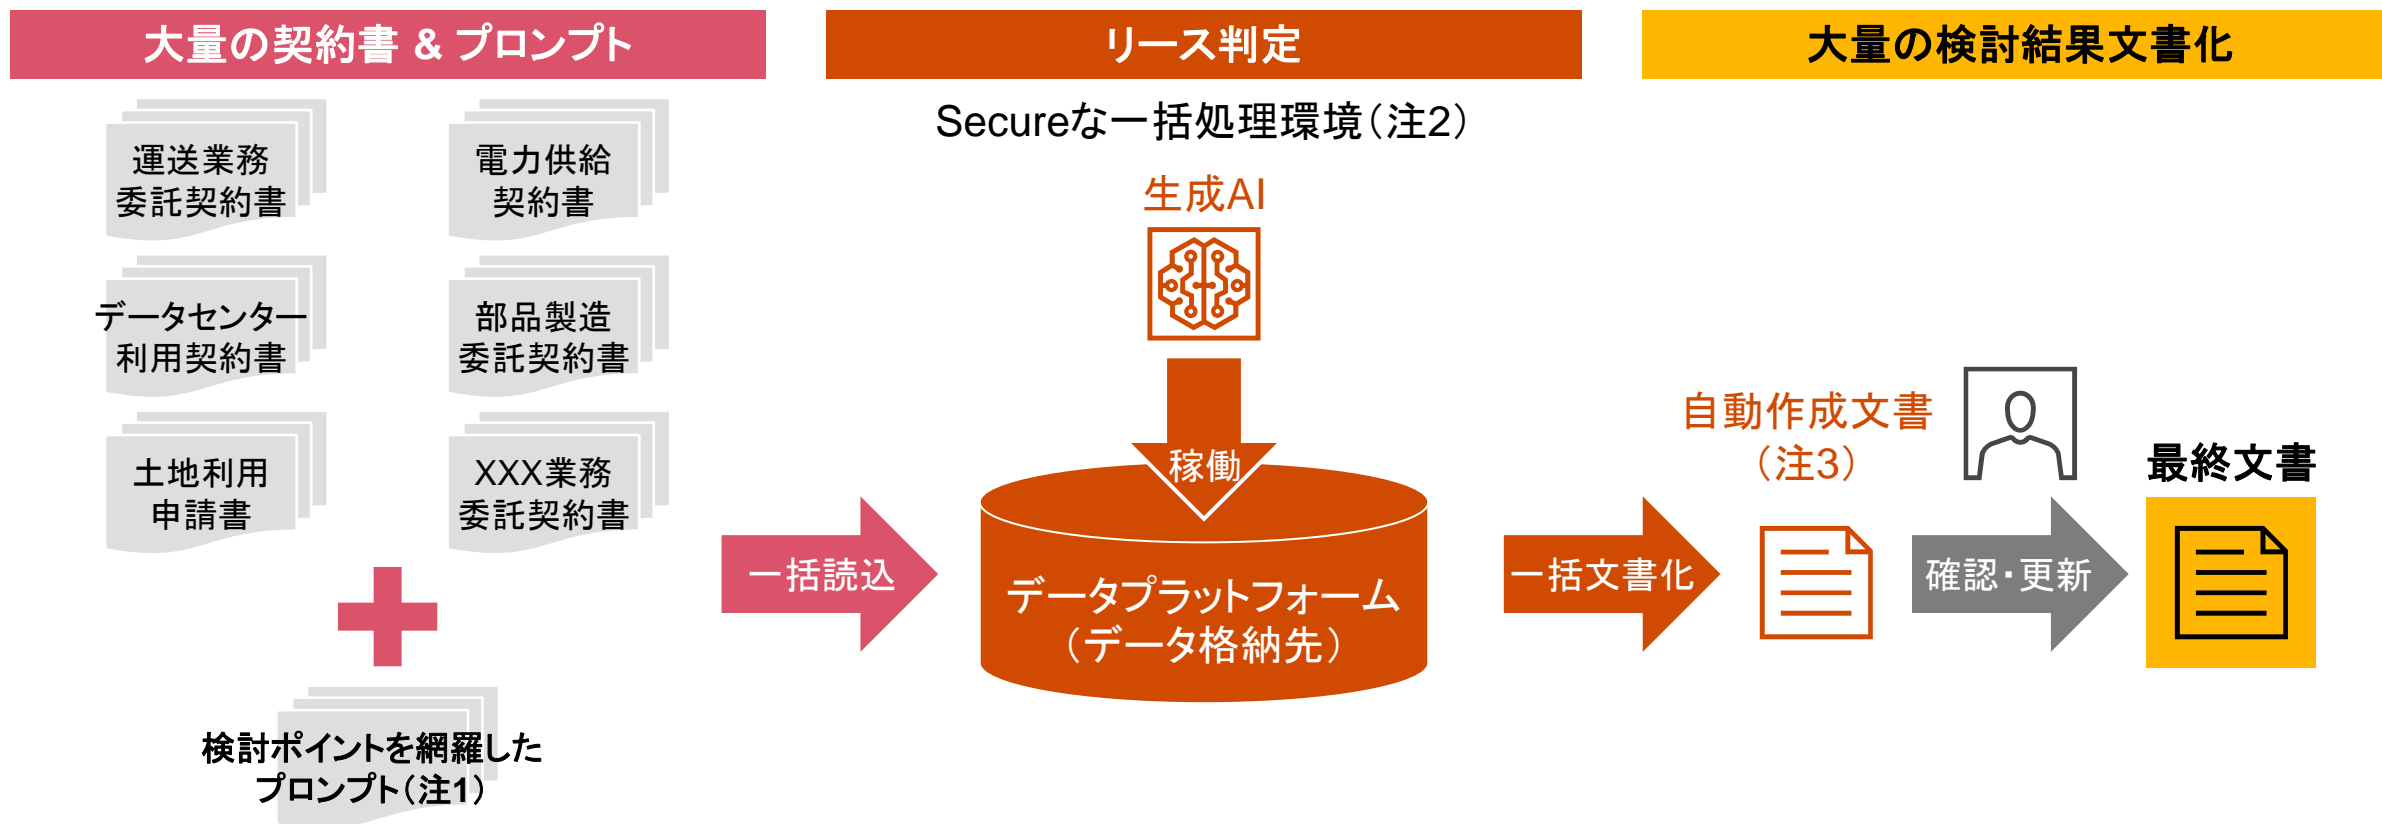 大量の契約書 & プロンプト
リース判定
大量の検討結果文書化
運送業務
委託契約書
電力供給
契約書
データセンター
利用契約書
部品製造
委託契約書
土地利用
申請書
XXX業務
委託契約書
検討ポイントを網羅した
プロンプト（注1）
一括読込
Secureな一括処理環境（注2）
生成AI
稼働
データプラットフォーム
（データ格納先）
一括文書化
自動作成文書
（注3）
確認・更新
最終文書